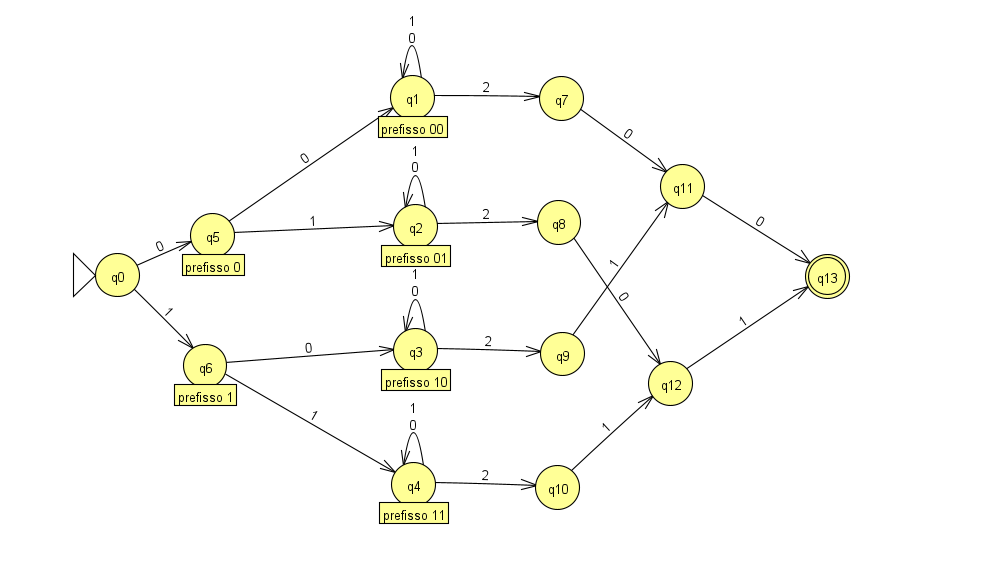 1
0
q1
2
q7
prefisso 00
0
0
q11
1
0
q5
1
q2
2
q8
0
prefisso 0
prefisso 01
0
q0
1
q13
1
0
0
1
1
q6
0
q3
2
q9
prefisso 1
prefisso 10
q12
1
1
0
1
q4
2
q10
prefisso 11